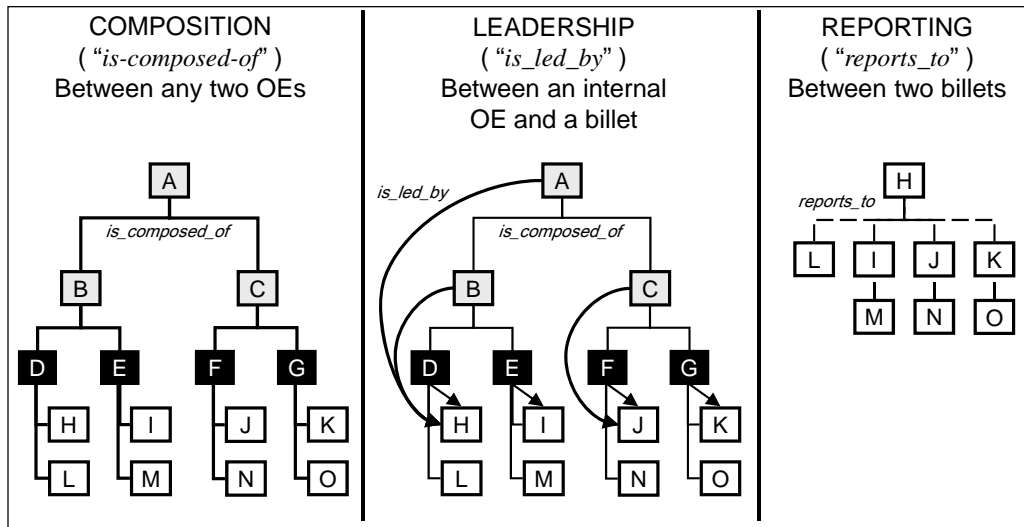 COMPOSITION
( “is-composed-of” )
Between any two OEs
A
is_composed_of
B C
D E F G
H I J K
L M N O
LEADERSHIP
( “is_led_by” )
Between an internal
OE and a billet
is_led_by A
is_composed_of
B C
D E F G
H I J K
L M N O
REPORTING
( “reports_to” )
Between two billets
H
reports_to
L I J K
M N O